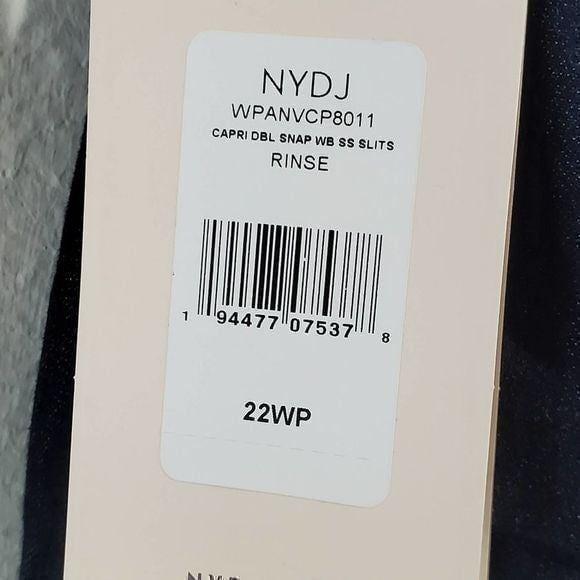 NYDJ
WPANVCP8011
CAPRI DBL SNAP WB SS SLITS
RINSE
1 94477 07537 8
22WP